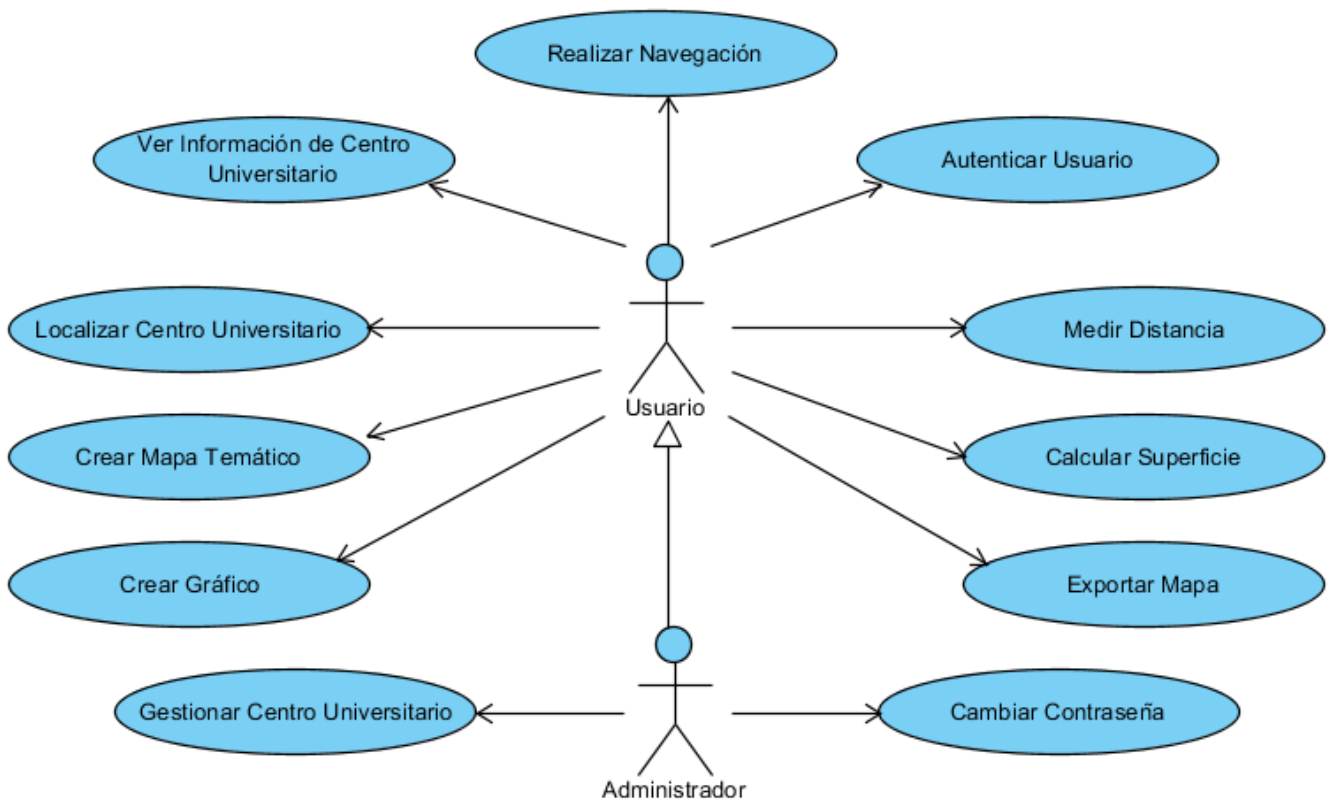 Realizar Navegación
Ver Información de Centro
Universitario
Autenticar Usuario
Localizar Centro Universitario
Medir Distancia
Usuario
Crear Mapa Temático
Calcular Superficie
Crear Gráfico
Exportar Mapa
Gestionar Centro Universitario
Cambiar Contraseña
Administrador